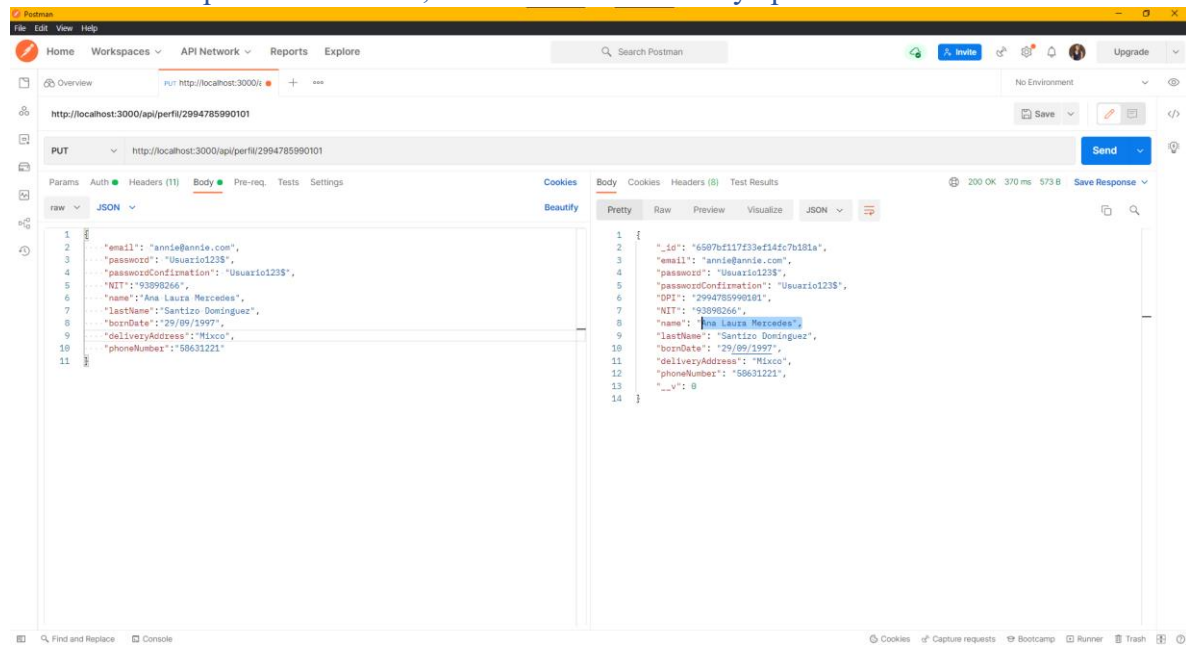 Postman
File Edit View Help
Home Workspaces API Network Reports Explore Search Postman Invite Upgrade
Overview PUT http://localhost:3000/a No Environment
http://localhost:3000/api/perfil/2994785990101 Save
PUT http://localhost:3000/api/perfil/2994785990101 Send
Params Auth Headers (11) Body Pre-req. Tests Settings Cookies
raw JSON Beautify
1 {
2 "email": "annie@annie.com",
3 "password": "Usuario123$",
4 "passwordConfirmation": "Usuario123$",
5 "NIT":"93898266",
6 "name":"Ana Laura Mercedes",
7 "lastName":"Santizo Dominguez",
8 "bornDate":"29/09/1997",
9 "deliveryAddress":"Mixco",
10 "phoneNumber":"58631221"
11 }
Body Cookies Headers (8) Test Results 200 OK 370 ms 573 B Save Response
Pretty Raw Preview Visualize JSON
1 {
2 "_id": "6507bf117f33ef14fc7b181a",
3 "email": "annie@annie.com",
4 "password": "Usuario123$",
5 "passwordConfirmation": "Usuario123$",
6 "DPI": "2994785990101",
7 "NIT": "93898266",
8 "name": "Ana Laura Mercedes",
9 "lastName": "Santizo Dominguez",
10 "bornDate": "29/09/1997",
11 "deliveryAddress": "Mixco",
12 "phoneNumber": "58631221",
13 "__v": 0
14 }
Find and Replace Console Cookies Capture requests Bootcamp Runner Trash